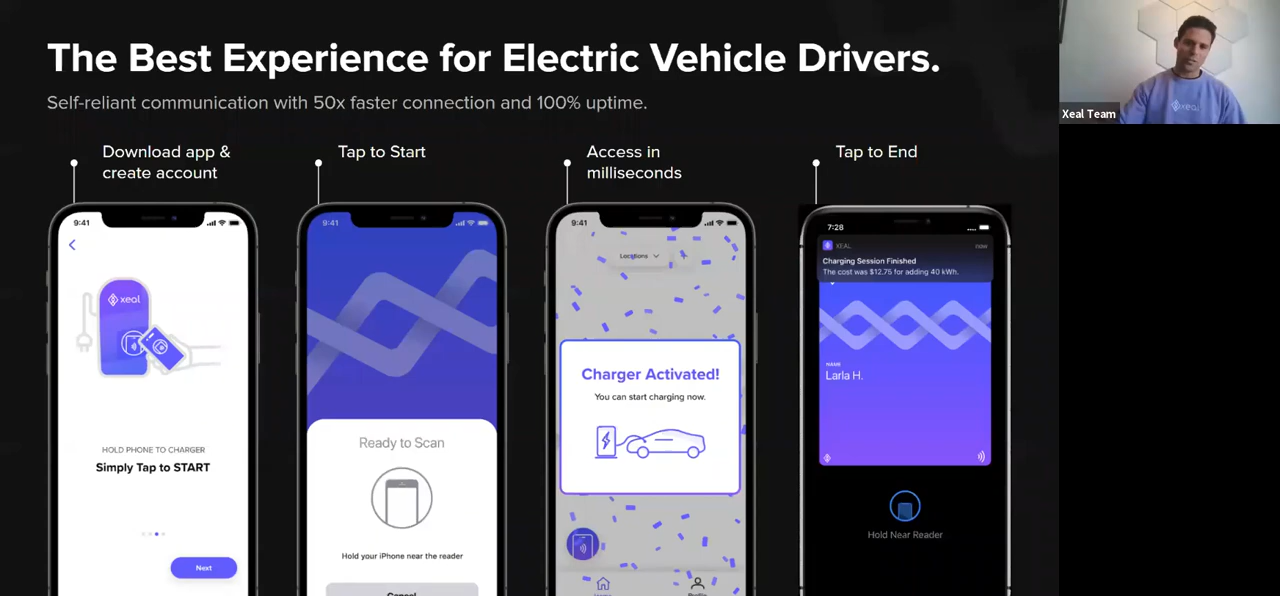 The Best Experience for Electric Vehicle Drivers.
Self-reliant communication with 50x faster connection and 100% uptime.
Xeal Team
xeal
Download app &
create account
Tap to Start
Access in
milliseconds
Tap to End
9:41
xeal
HOLD PHONE TO CHARGER
Simply Tap to START
Next
9:41
Ready to Scan
Hold your iPhone near the reader
Cancel
9:41
Locations
Charger Activated!
You can start charging now.
7:28
XEAL
now
Charging Session Finished
The cost was $12.75 for adding 40 kWh.
NAME
Larla H.
Hold Near Reader